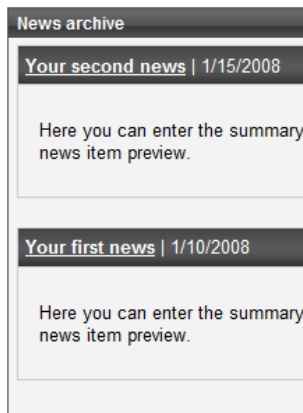 News archive
Your second news | 1/15/2008
Here you can enter the summary
news item preview.
Your first news | 1/10/2008
Here you can enter the summary
news item preview.